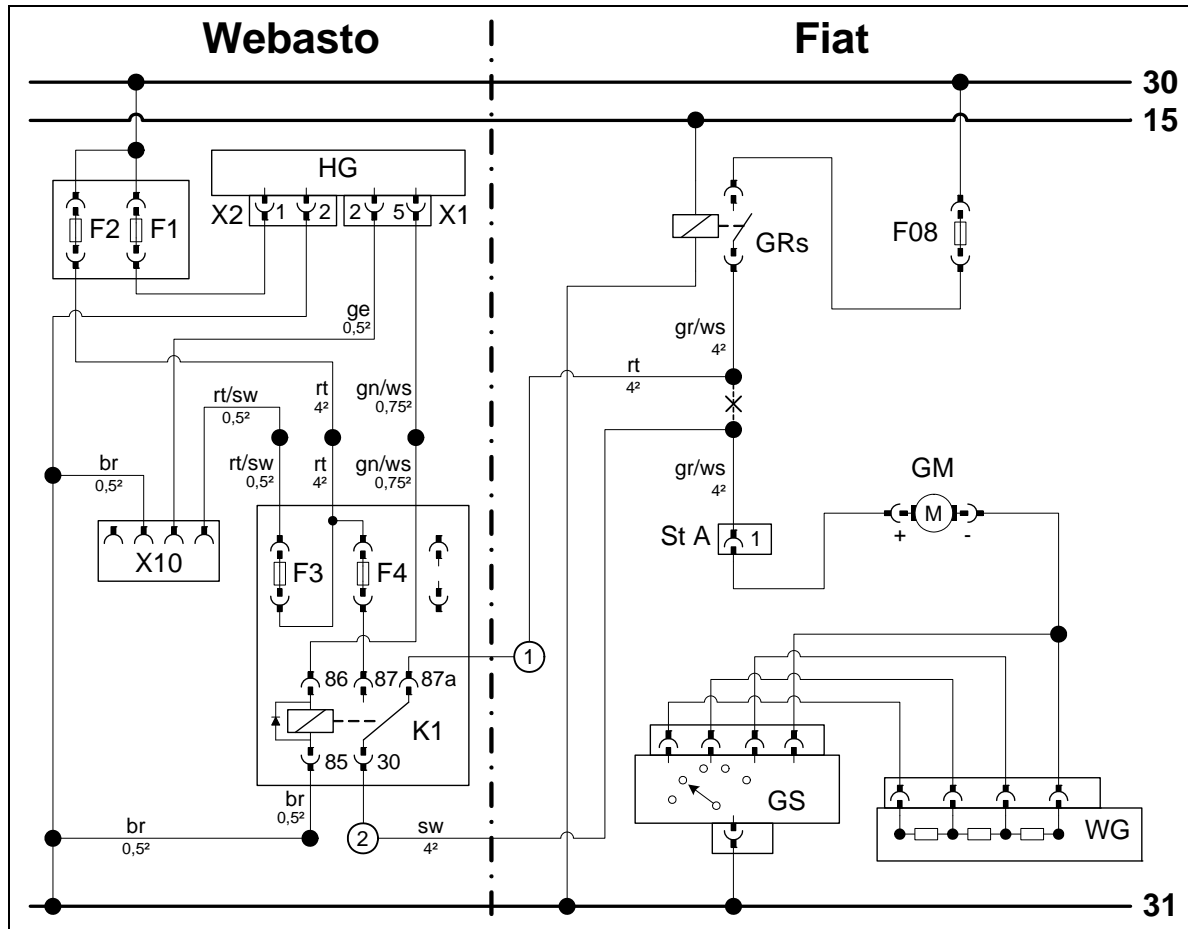 Webasto Fiat
30
15
HG
X2 1 2 2 5 X1
F2 F1
GRs
F08
ge
0,5²
gr/ws
4²
rt
4²
rt/sw
0,5²
rt
4²
gn/ws
0,75²
br
0,5²
rt/sw
0,5²
rt
4²
gn/ws
0,75²
gr/ws
4²
GM
M
+ -
St A 1
X10
F3 F4
1
86 87 87a
K1
85 30
br
0,5²
GS
WG
br
0,5²
2
sw
4²
31